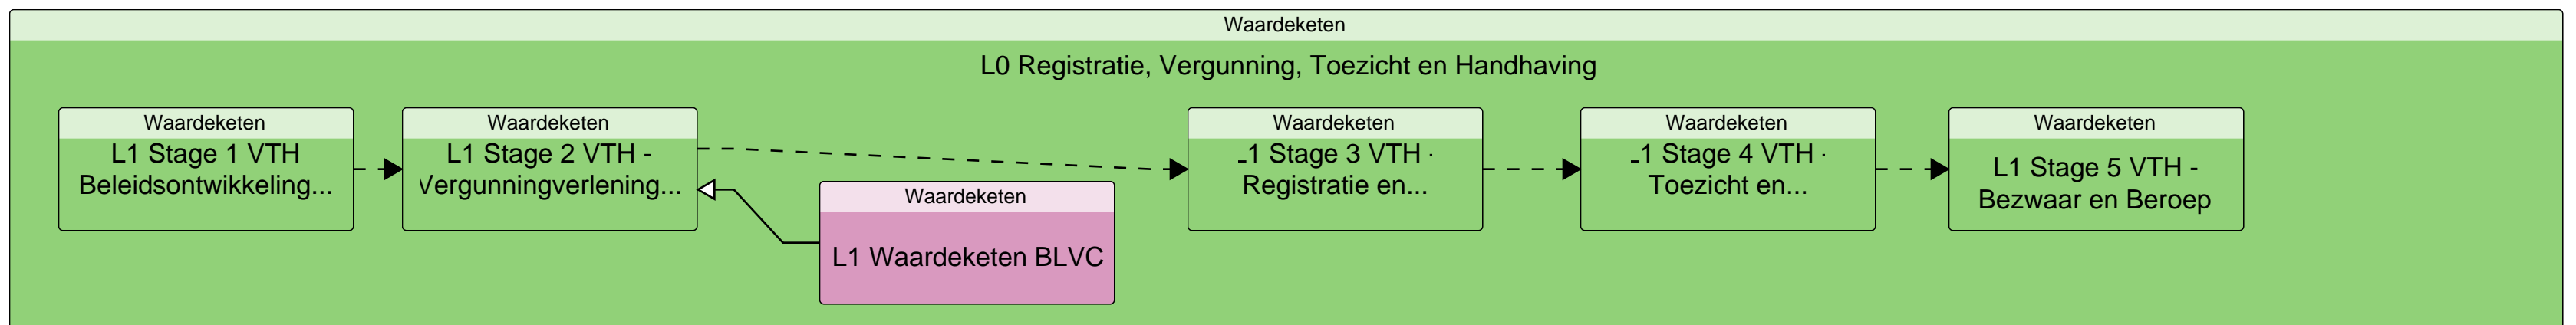 Waardeketen
L0 Registratie, Vergunning, Toezicht en Handhaving
Waardeketen
L1 Stage 1 VTH
Beleidsontwikkeling...
Waardeketen
L1 Stage 2 VTH -
Vergunningverlening...
Waardeketen
L1 Waardeketen BLVC
Waardeketen
L1 Stage 3 VTH -
Registratie en...
Waardeketen
L1 Stage 4 VTH -
Toezicht en...
Waardeketen
L1 Stage 5 VTH -
Bezwaar en Beroep